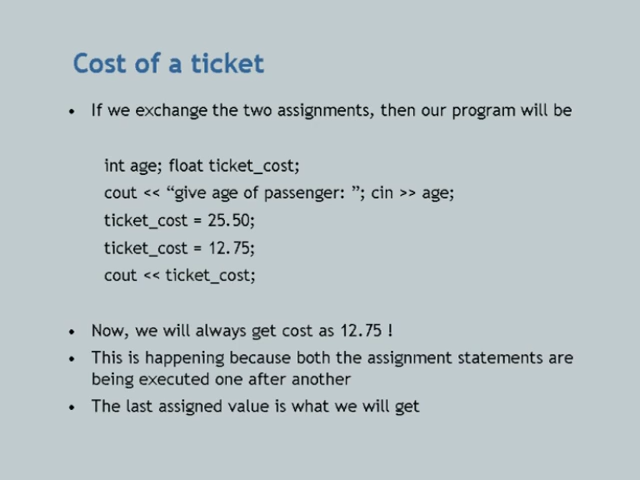 Cost of a ticket
• If we exchange the two assignments, then our program will be
int age; float ticket_cost;
cout << “give age of passenger: ”; cin >> age;
ticket_cost = 25.50;
ticket_cost = 12.75;
cout << ticket_cost;
• Now, we will always get cost as 12.75 !
• This is happening because both the assignment statements are
being executed one after another
• The last assigned value is what we will get